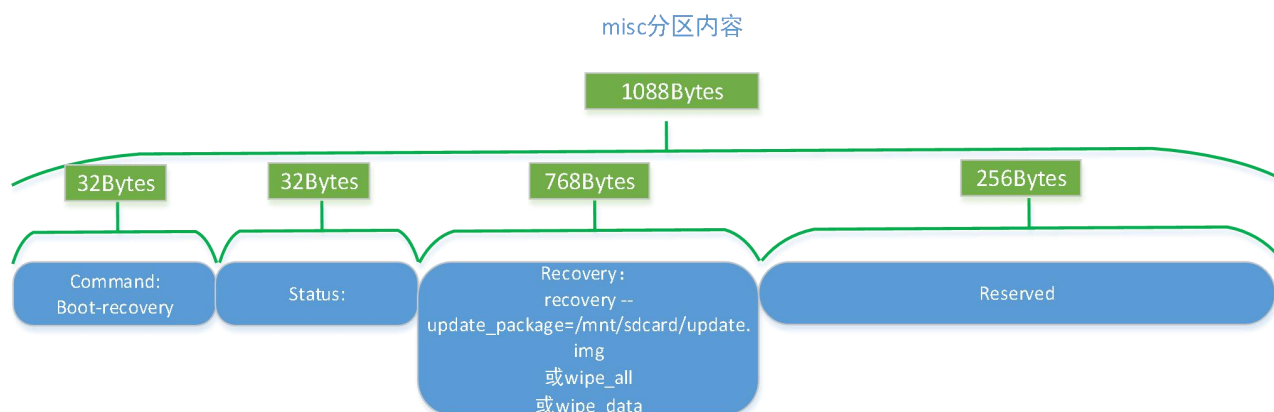 misc分区内容
1088Bytes
32Bytes
32Bytes
768Bytes
256Bytes
Command:
Boot-recovery
Status:
Recovery：
recovery --
update_package=/mnt/sdcard/update.
img
或wipe_all
或wipe_data
Reserved